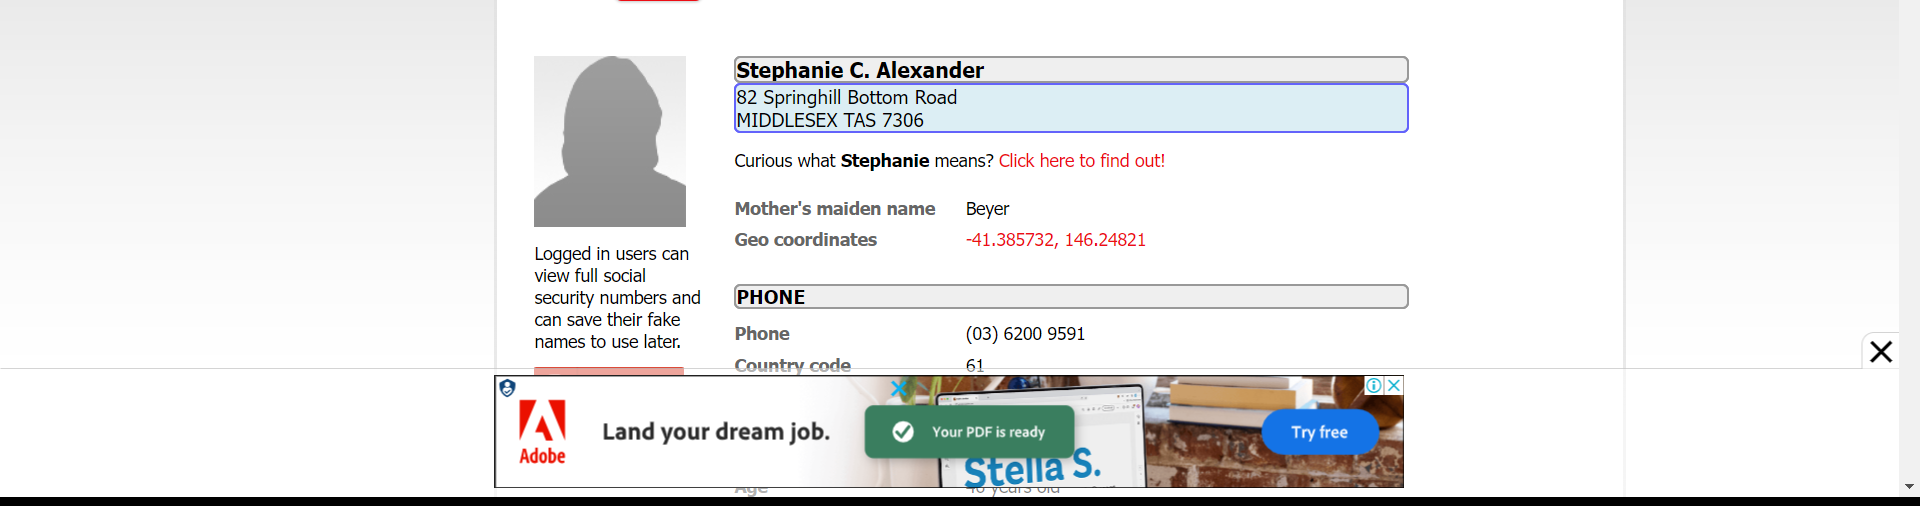 Stephanie C. Alexander
82 Springhill Bottom Road
MIDDLESEX TAS 7306
Curious what Stephanie means? Click here to find out!
Mother's maiden name Beyer
Geo coordinates -41.385732, 146.24821
Logged in users can
view full social
security numbers and
can save their fake
names to use later.
PHONE
Phone (03) 6200 9591
Country code 61
Adobe
Land your dream job.
Your PDF is ready
Stella S.
Try free
Age years old